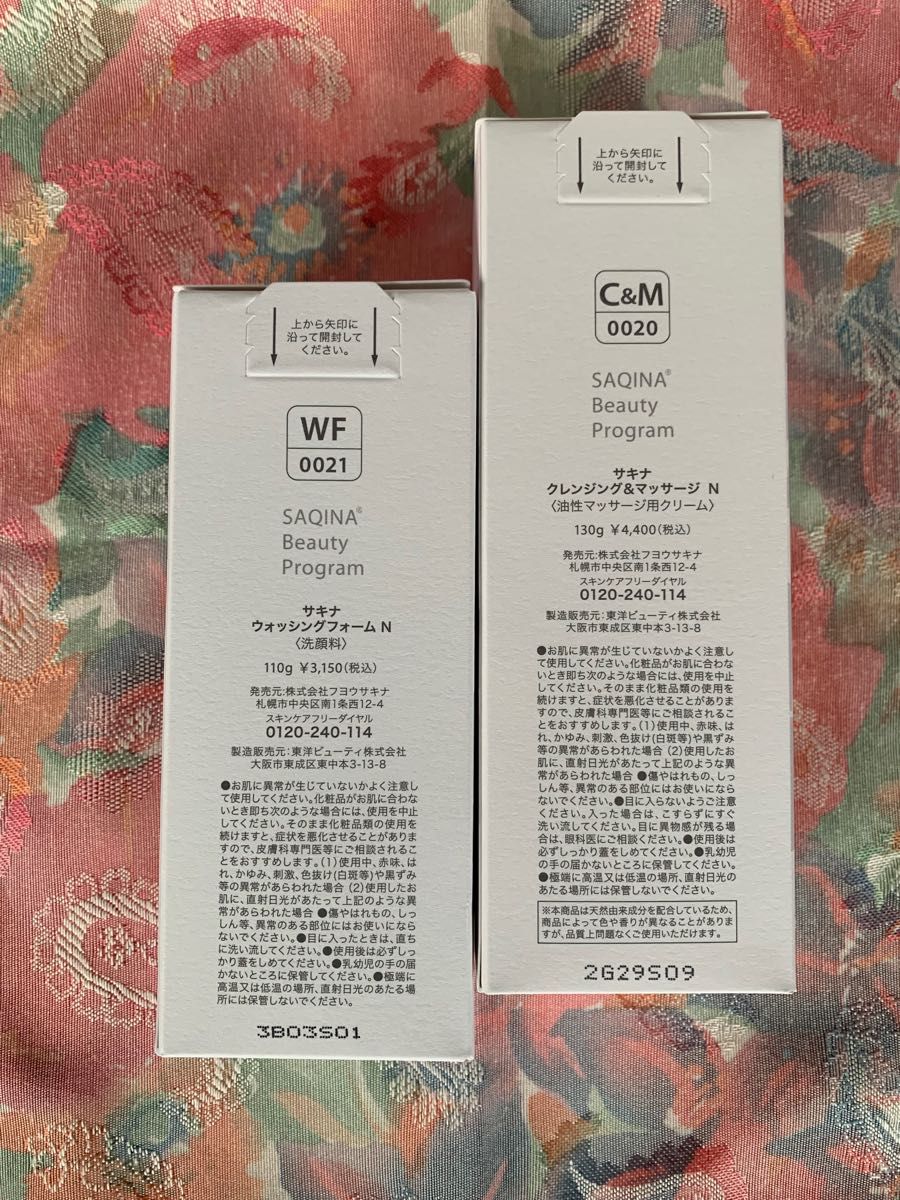 上から矢印に
沿って開封して
ください。
WF
0021
SAQINA®
Beauty
Program
サキナ
ウォッシングフォーム N
〈洗顔料〉
110g ¥3,150(税込)
発売元:株式会社フヨウサキナ
札幌市中央区南1条西12-4
スキンケアフリーダイヤル
0120-240-114
製造販売元:東洋ビューティ株式会社
大阪市東成区東中本3-13-8
●お肌に異常が生じていないかよく注意し
て使用してください。化粧品がお肌に合わな
いとき即ち次のような場合には、使用を中止
してください。そのまま化粧品類の使用を
続けますと、症状を悪化させることがありま
すので、皮膚科専門医等にご相談されるこ
とをおすすめします。(1)使用中、赤味、は
れ、かゆみ、刺激、色抜け(白斑等)や黒ずみ
等の異常があらわれた場合 (2)使用したお
肌に、直射日光があたって上記のような異
常があらわれた場合 ●傷やはれもの、しっ
しん等、異常のある部位にはお使いになら
ないでください。●目に入ったときは、直ち
に洗い流してください。●使用後は必ずしっ
かり蓋をしめてください。●乳幼児の手の届
かないところに保管してください。●極端に
高温又は低温の場所、直射日光のあたる場
所には保管しないでください。
3B03S01
上から矢印に
沿って開封して
ください。
C&M
0020
SAQINA®
Beauty
Program
サキナ
クレンジング&マッサージ N
〈油性マッサージ用クリーム〉
130g ¥4,400(税込)
発売元:株式会社フヨウサキナ
札幌市中央区南1条西12-4
スキンケアフリーダイヤル
0120-240-114
製造販売元:東洋ビューティ株式会社
大阪市東成区東中本3-13-8
●お肌に異常が生じていないかよく注意し
て使用してください。化粧品がお肌に合わな
いとき即ち次のような場合には、使用を中止
してください。そのまま化粧品類の使用を
続けますと、症状を悪化させることがありま
すので、皮膚科専門医等にご相談されるこ
とをおすすめします。(1)使用中、赤味、は
れ、かゆみ、刺激、色抜け(白斑等)や黒ずみ
等の異常があらわれた場合 (2)使用したお
肌に、直射日光があたって上記のような異
常があらわれた場合 ●傷やはれもの、しっ
しん等、異常のある部位にはお使いになら
ないでください。●目に入らないようご注意
ください。入った場合は、こすらずにすぐ
洗い流してください。目に異物感が残る場
合は、眼科医にご相談ください。●使用後は
必ずしっかり蓋をしめてください。●乳幼児
の手の届かないところに保管してください。
●極端に高温又は低温の場所、直射日光の
あたる場所には保管しないでください。
※本商品は天然由来成分を配合しているため、
商品によって色や香りが異なることがありま
すが、品質上問題なくご使用いただけます。
2G29S09